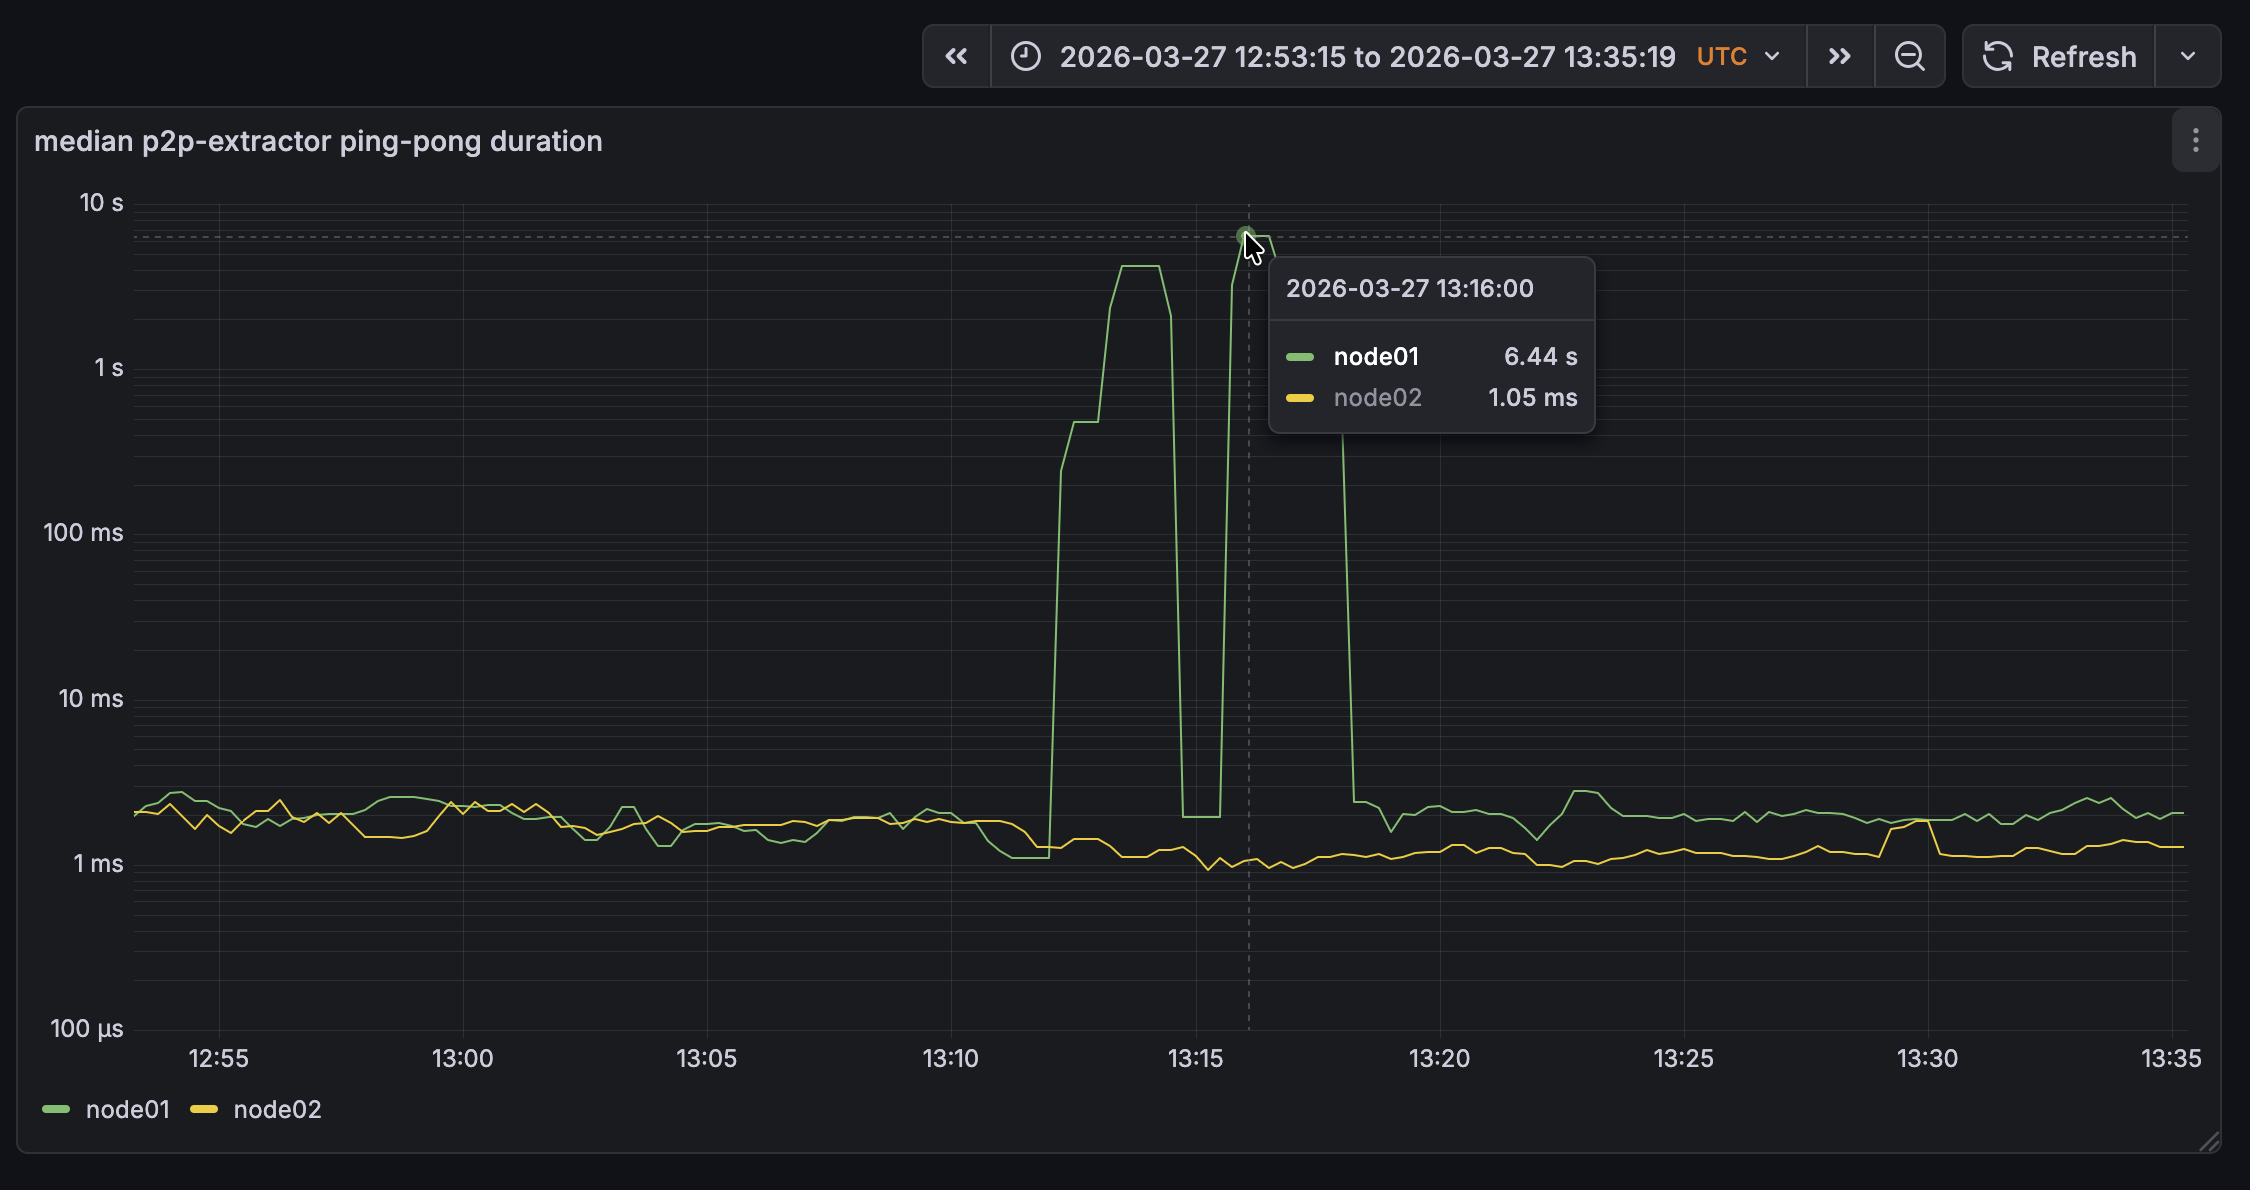 2026-03-27 12:53:15 to 2026-03-27 13:35:19 UTC Refresh
median p2p-extractor ping-pong duration
10 s
1 s
100 ms
10 ms
1 ms
100 µs
2026-03-27 13:16:00
node01 6.44 s
node02 1.05 ms
12:55 13:00 13:05 13:10 13:15 13:20 13:25 13:30 13:35
node01 node02